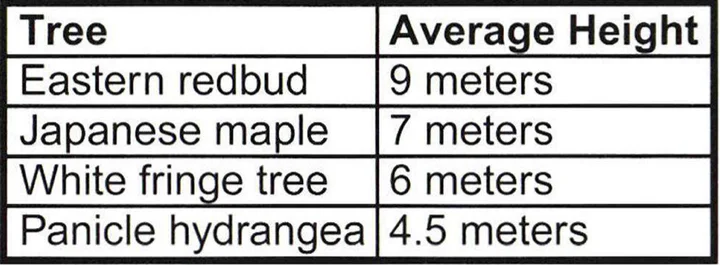 Tree Average Height
Eastern redbud 9 meters
Japanese maple 7 meters
White fringe tree 6 meters
Panicle hydrangea 4.5 meters